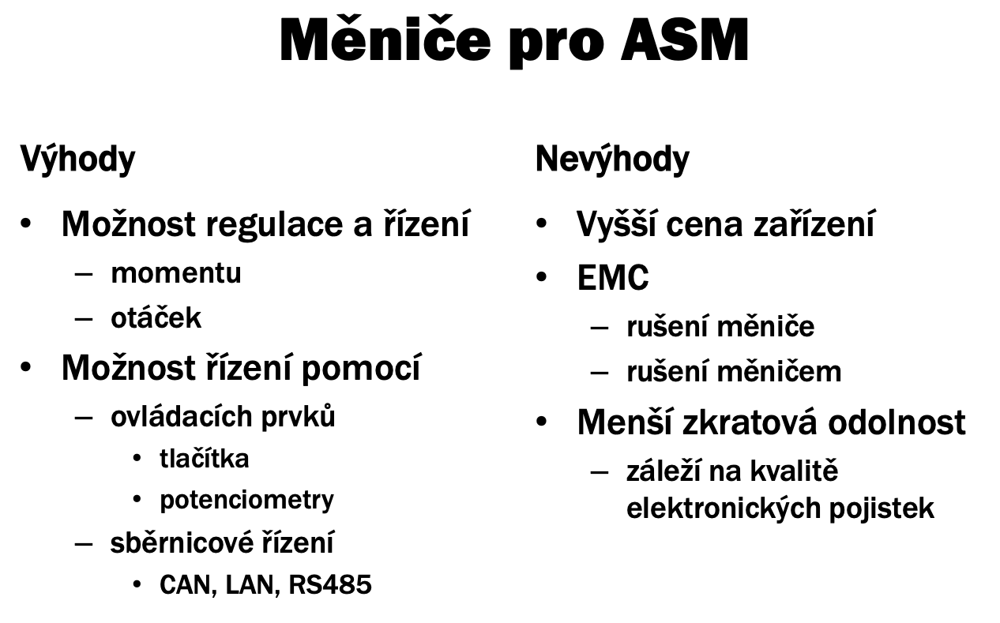 Měniče pro ASM
Výhody
• Možnost regulace a řízení
– momentu
– otáček
• Možnost řízení pomocí
– ovládacích prvků
• tlačítka
• potenciometry
– sběrnicové řízení
• CAN, LAN, RS485
Nevýhody
• Vyšší cena zařízení
• EMC
– rušení měniče
– rušení měničem
• Menší zkratová odolnost
– záleží na kvalitě
elektronických pojistek